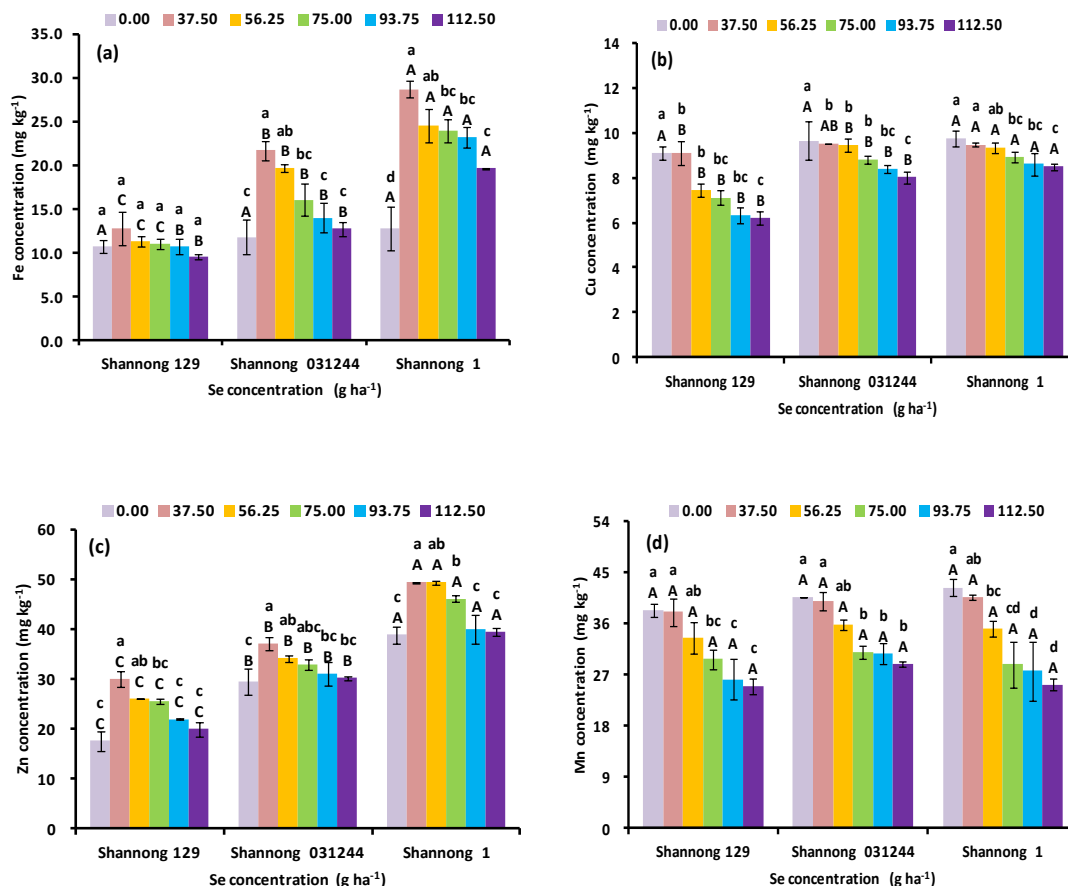 0.00 37.50 56.25 75.00 93.75 112.50
(a)
Fe concentration (mg kg⁻¹)
35.0
30.0
25.0
20.0
15.0
10.0
5.0
0.0
a A
a C
a C
a C
a B
a B
c A
a B
ab B
bc B
c B
c B
d A
a A
ab A
bc A
bc A
c A
Shannong 129 Shannong 031244 Shannong 1
Se concentration (g ha⁻¹)
0.00 37.50 56.25 75.00 93.75 112.50
(b)
Cu concentration (mg kg⁻¹)
14
12
10
8
6
4
2
0
a A
b B
b B
b B
bc B
c B
a A
b AB
b B
b B
bc B
c B
a A
a A
ab A
bc A
bc A
c A
Shannong 129 Shannong 031244 Shannong 1
Se concentration (g ha⁻¹)
0.00 37.50 56.25 75.00 93.75 112.50
(c)
Zn concentration (mg kg⁻¹)
60
50
40
30
20
10
0
c C
a C
ab C
bc C
c C
c C
c B
a B
ab B
abc B
bc B
bc B
c A
a A
ab A
b A
c A
c A
Shannong 129 Shannong 031244 Shannong 1
Se concentration (g ha⁻¹)
0.00 37.50 56.25 75.00 93.75 112.50
(d)
Mn concentration (mg kg⁻¹)
54
45
36
27
18
9
0
a A
a A
ab A
bc A
c A
c A
a A
a A
ab A
b A
b A
b A
a A
ab A
bc A
cd A
d A
d A
Shannong 129 Shannong 031244 Shannong 1
Se concentration (g ha⁻¹)